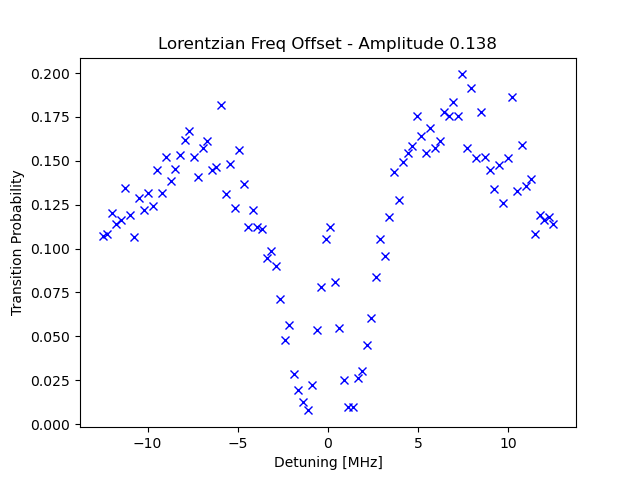 Lorentzian Freq Offset - Amplitude 0.138
Transition Probability
0.200
0.175
0.150
0.125
0.100
0.075
0.050
0.025
0.000
−10 −5 0 5 10
Detuning [MHz]